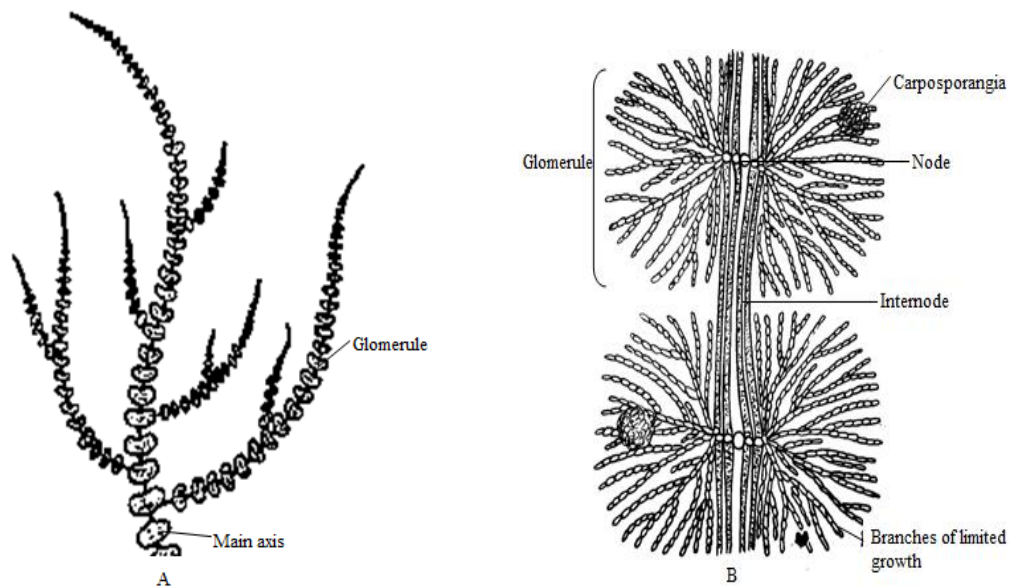 Glomerule
Main axis
A
Carposporangia
Glomerule
Node
Internode
Branches of limited
growth
B